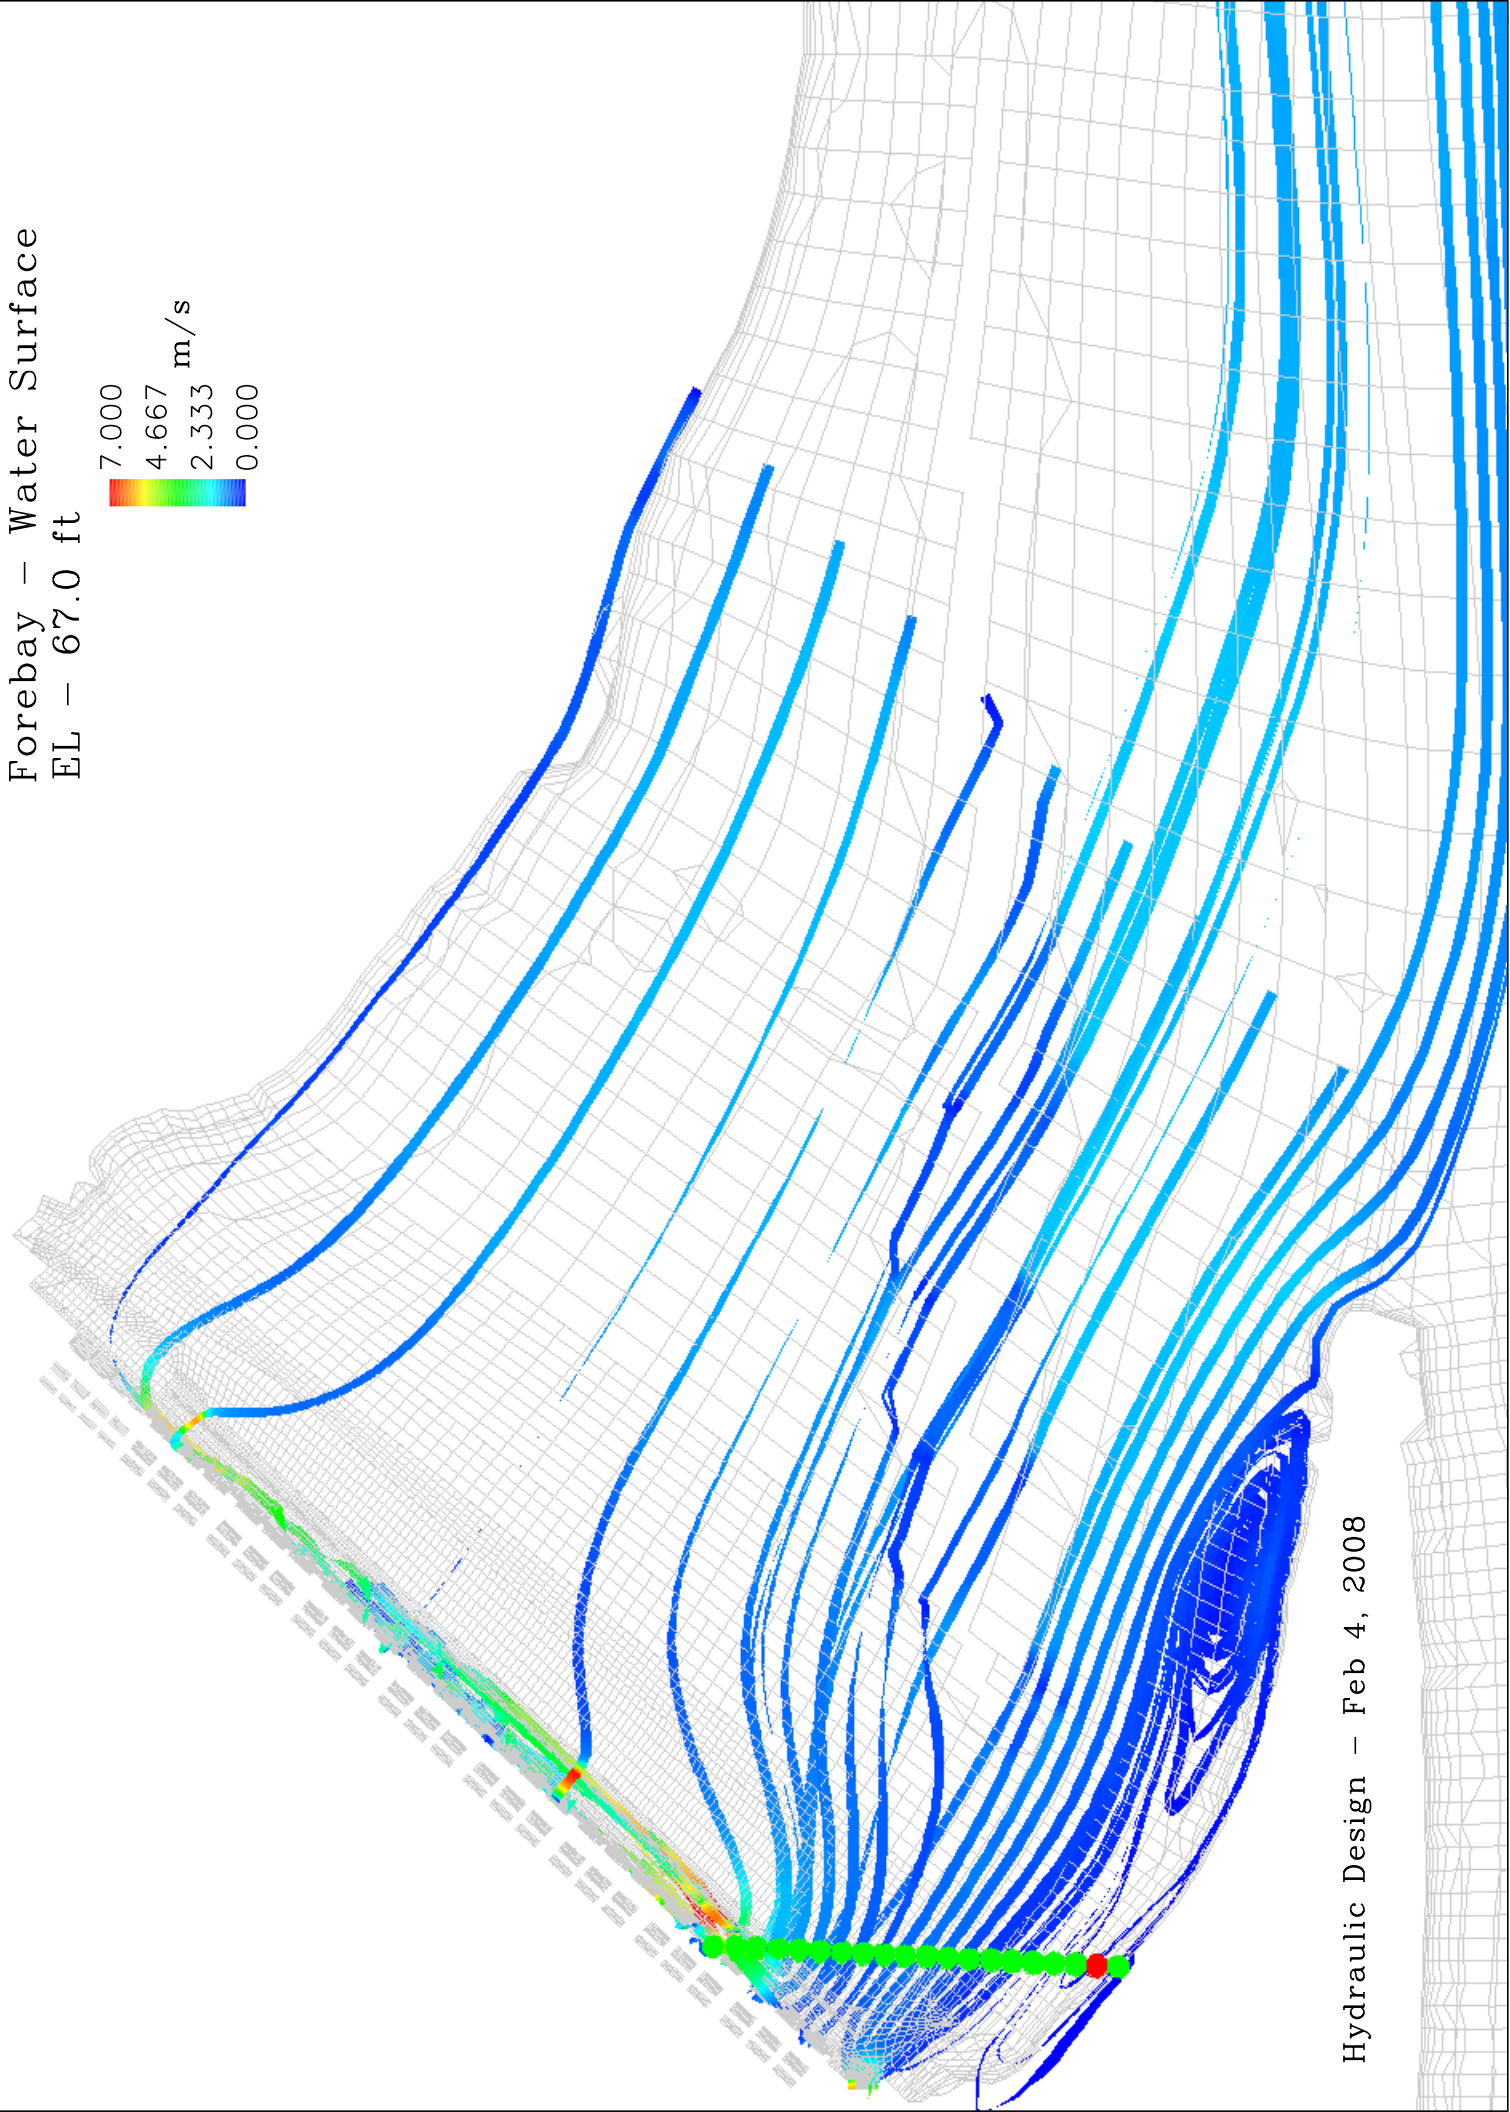 Forebay – Water Surface
EL – 67.0 ft
7.000
4.667
2.333
0.000
m/s
Hydraulic Design – Feb 4, 2008